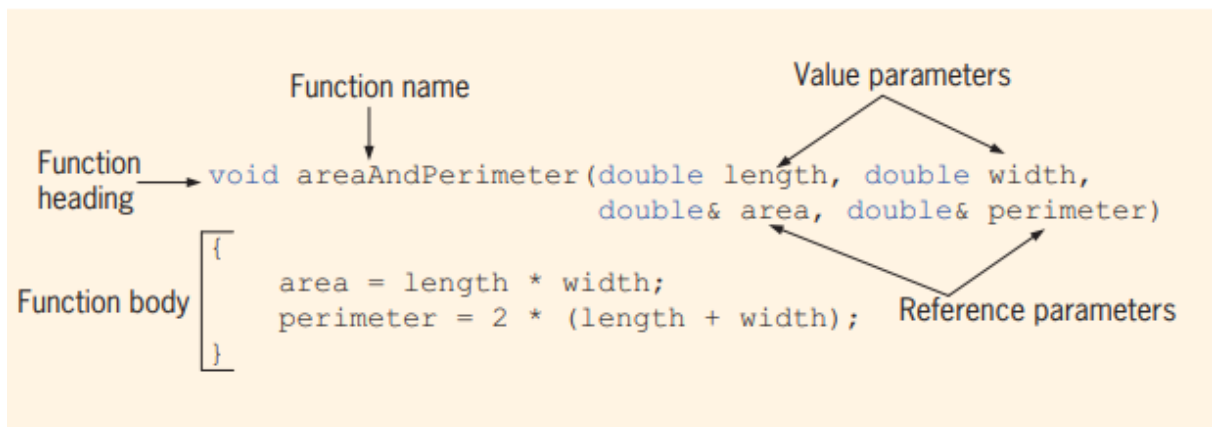 Function name
Value parameters
Function
heading
void areaAndPerimeter(double length, double width,
double& area, double& perimeter)
Function body
{
area = length * width;
perimeter = 2 * (length + width);
}
Reference parameters